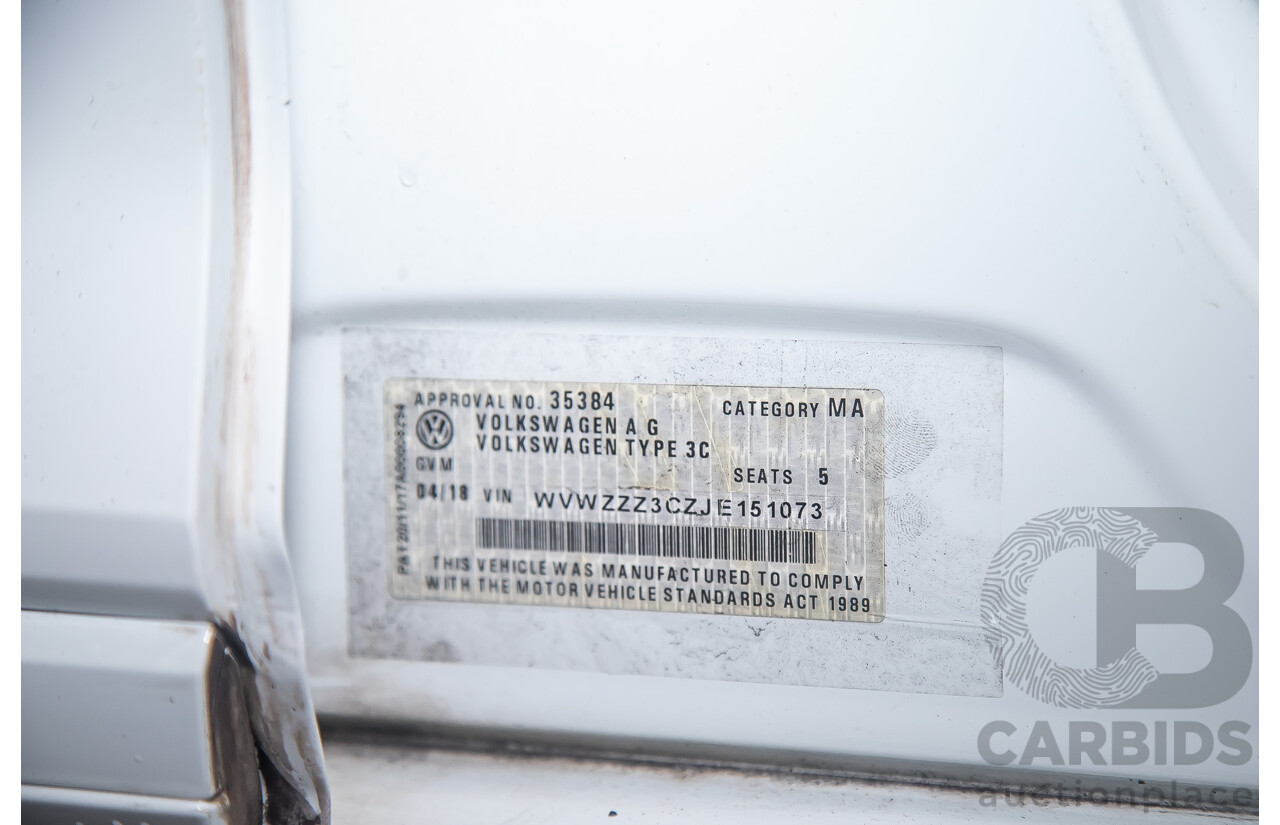 APPROVAL NO. 35384 CATEGORY MA
VOLKSWAGEN A G
VOLKSWAGEN TYPE 3C
GVM
SEATS 5
04/18 VIN WVWZZZ3CZJE151073
THIS VEHICLE WAS MANUFACTURED TO COMPLY
WITH THE MOTOR VEHICLE STANDARDS ACT 1989
CB
CARBIDS
auctionplace